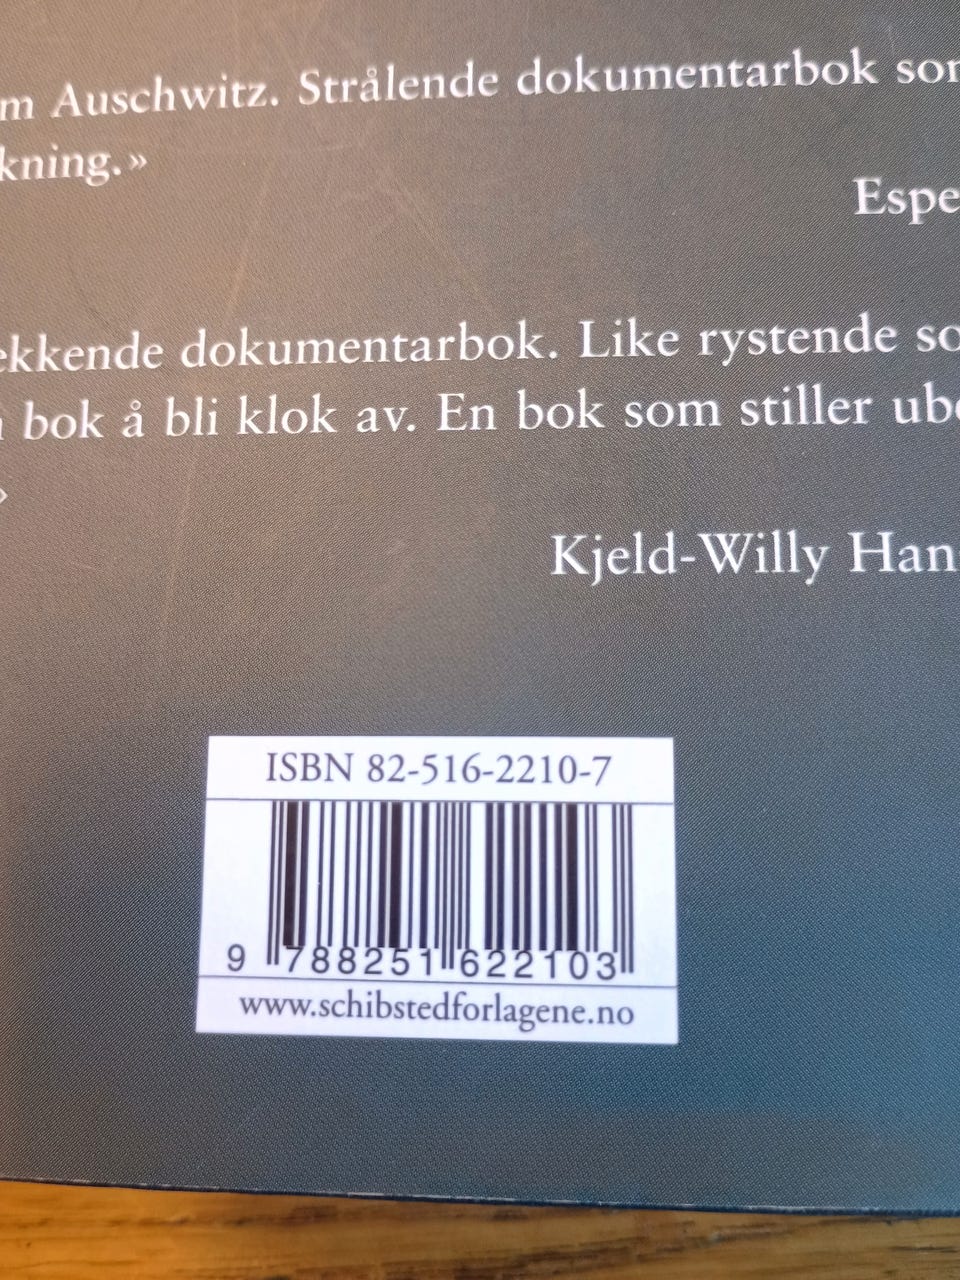 m Auschwitz. Strålende dokumentarbok som
kning.»
Espe
ekkende dokumentarbok. Like rystende so
bok å bli klok av. En bok som stiller ub
»
Kjeld-Willy Han
ISBN 82-516-2210-7
9 788251 622103
www.schibstedforlagene.no